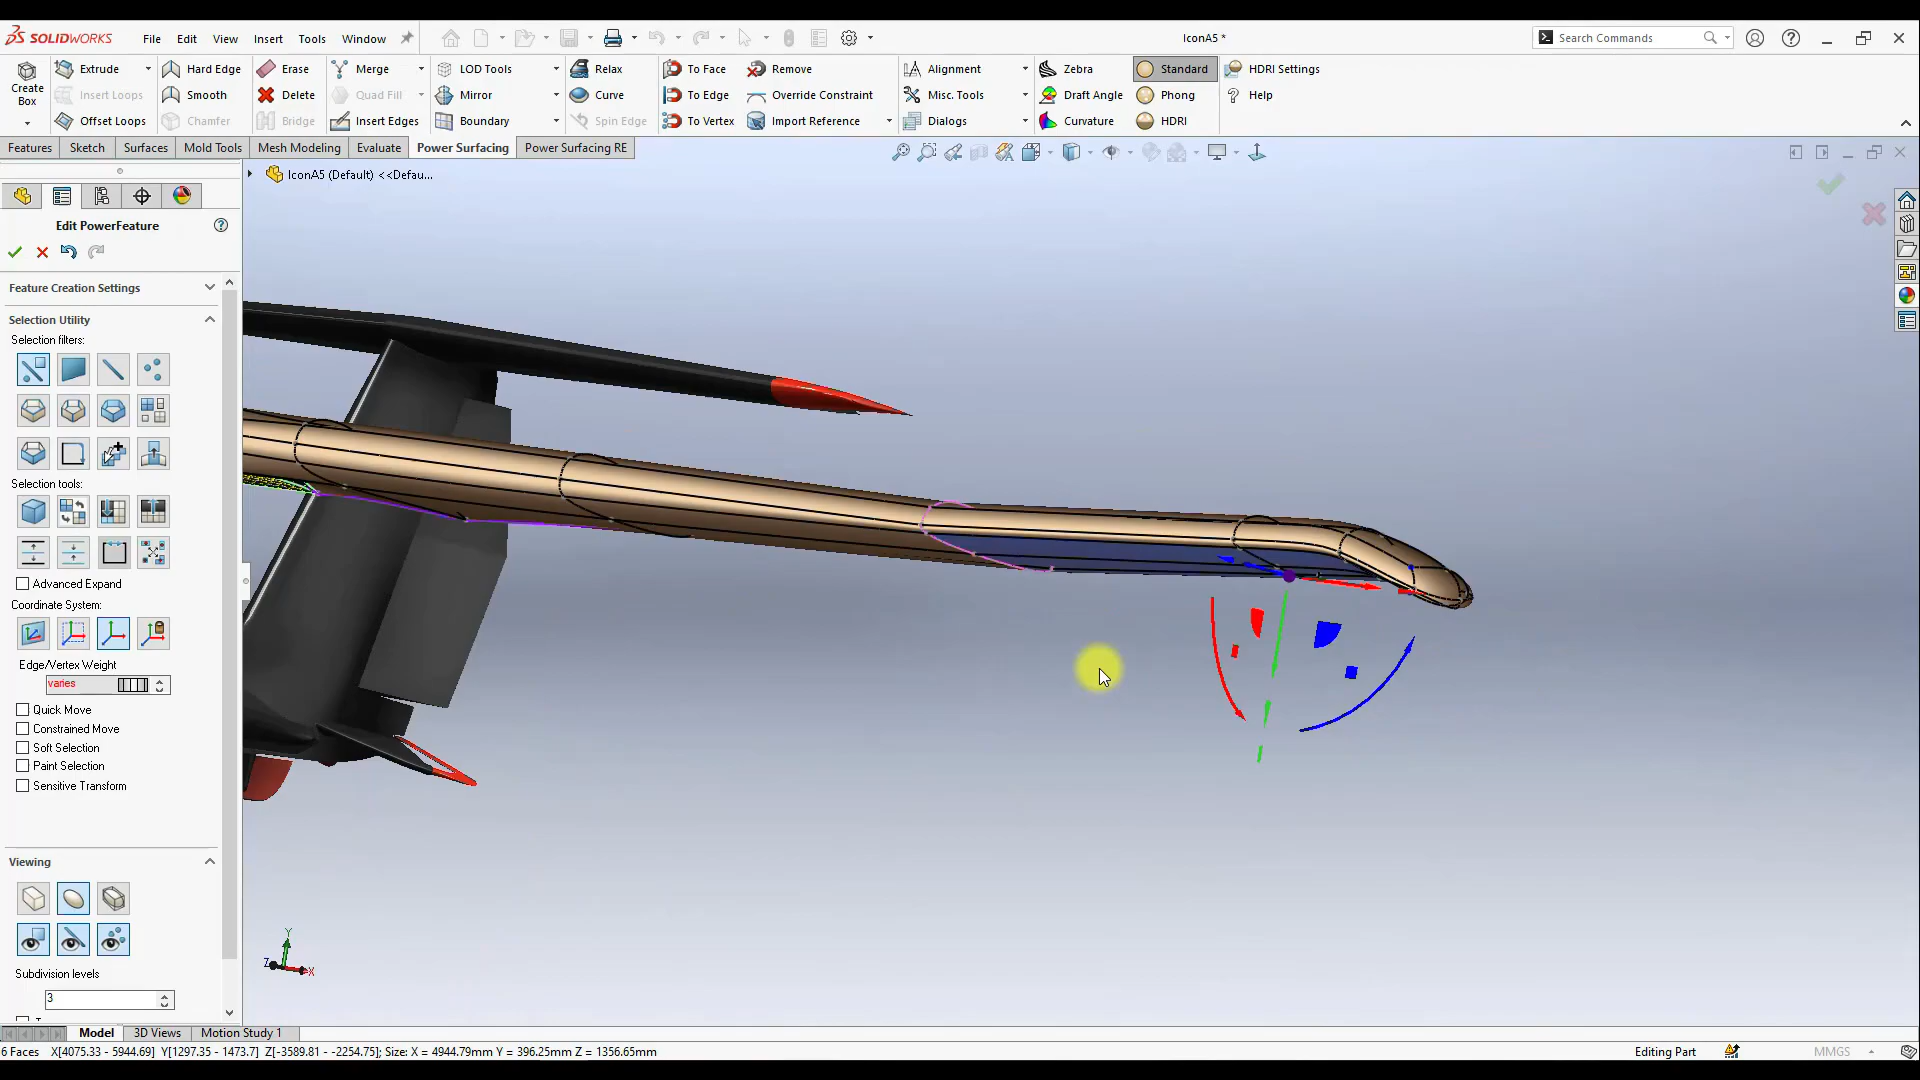 SOLIDWORKS File Edit View Insert Tools Window IconA5 * Search Commands
Create Box
Extrude
Insert Loops
Offset Loops
Hard Edge
Smooth
Chamfer
Erase
Delete
Bridge
Merge
Quad Fill
Insert Edges
LOD Tools
Mirror
Boundary
Relax
Curve
Spin Edge
To Face
To Edge
To Vertex
Remove
Override Constraint
Import Reference
Alignment
Misc. Tools
Dialogs
Zebra
Draft Angle
Curvature
Standard
Phong
HDRI
HDRI Settings
Help
Features Sketch Surfaces Mold Tools Mesh Modeling Evaluate Power Surfacing Power Surfacing RE
IconA5 (Default) <<Defau...
Edit PowerFeature
Feature Creation Settings
Selection Utility
Selection filters:
Selection tools:
Advanced Expand
Coordinate System:
Edge/Vertex Weight
varies
Quick Move
Constrained Move
Soft Selection
Paint Selection
Sensitive Transform
Viewing
Subdivision levels
3
Y
Z
X
Model 3D Views Motion Study 1
6 Faces X[4075.33 - 5944.69] Y[1297.35 - 1473.7] Z[-3589.81 - -2254.75]; Size: X = 4944.79mm Y = 396.25mm Z = 1356.65mm Editing Part MMGS